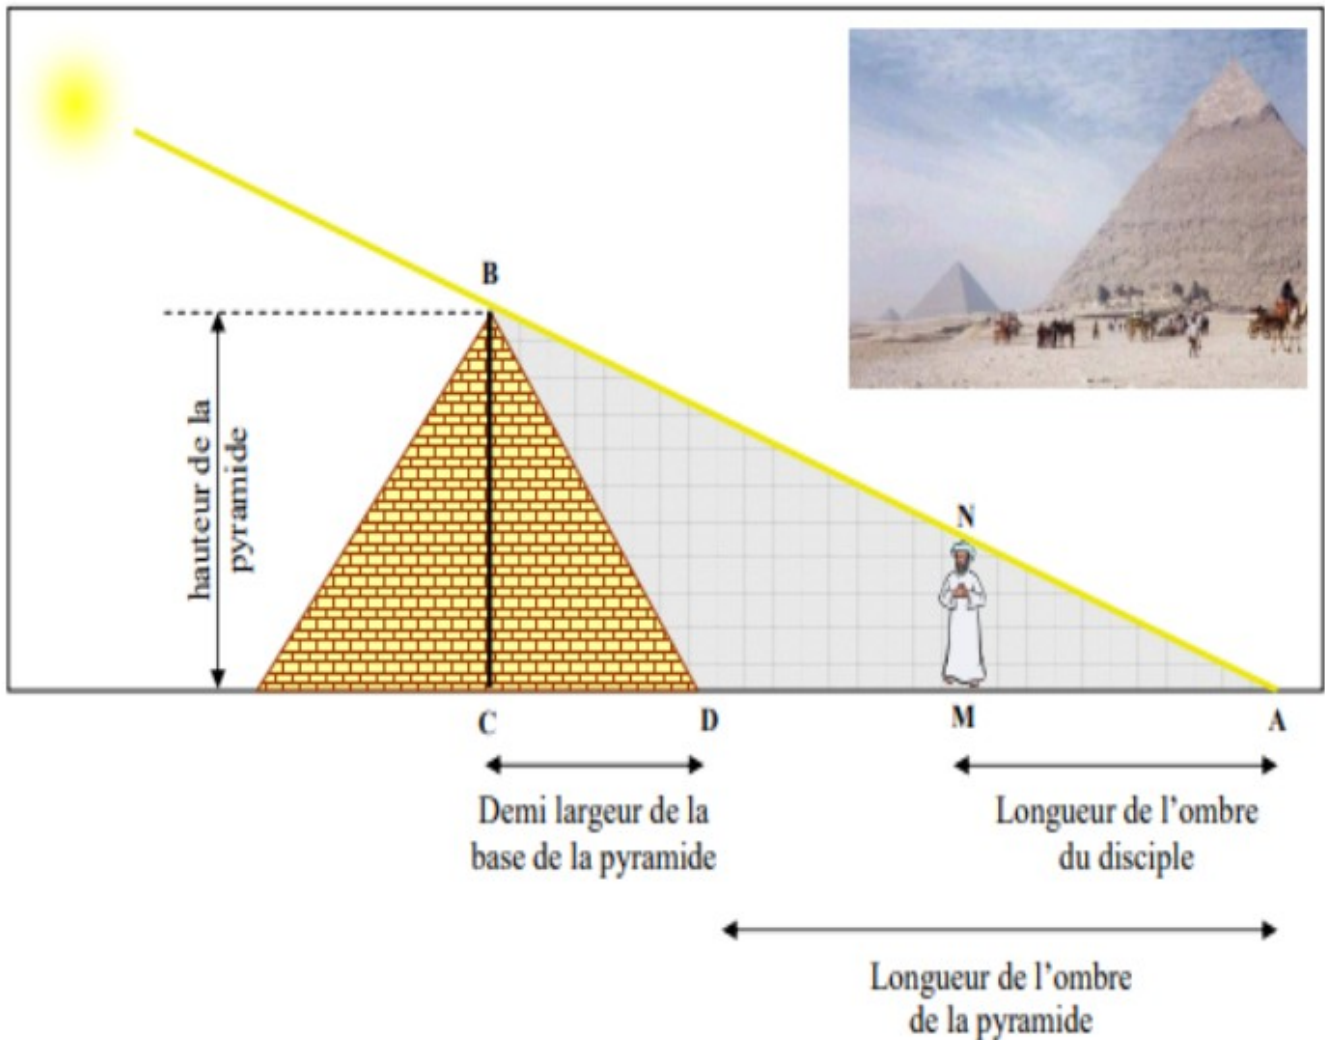 B
hauteur de la
pyramide
N
C
D
M
A
Demi largeur de la
base de la pyramide
Longueur de l’ombre
du disciple
Longueur de l’ombre
de la pyramide